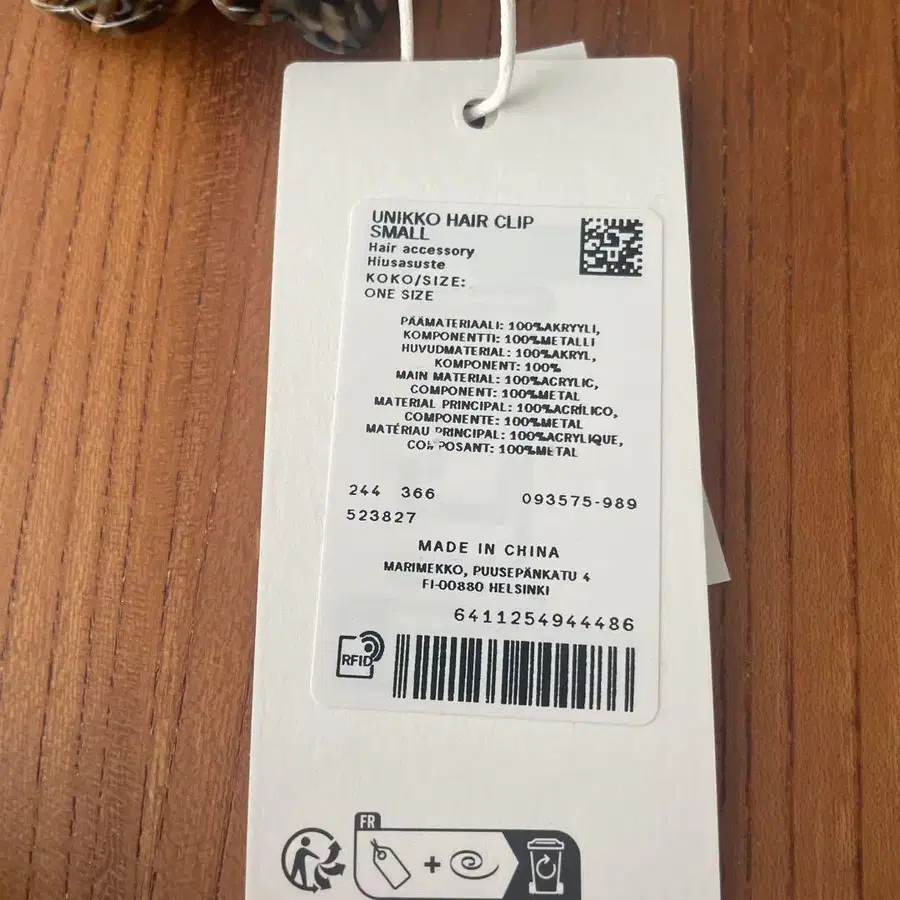 UNIKKO HAIR CLIP
SMALL
Hair accessory
Hiusasuste
KOKO/SIZE:
ONE SIZE
PÄÄMATERIAALI: 100%AKRYYLI,
KOMPONENTTI: 100%METALLI
HUVUDMATERIAL: 100%AKRYL,
KOMPONENT: 100%
MAIN MATERIAL: 100%ACRYLIC,
COMPONENT: 100%METAL
MATERIAL PRINCIPAL: 100%ACRÍLICO,
COMPONENTE: 100%METAL
MATÉRIAU PRINCIPAL: 100%ACRYLIQUE,
COMPOSANT: 100%METAL
244 366 093575-989
523827
MADE IN CHINA
MARIMEKKO, PUUSEPÄNKATU 4
FI-00880 HELSINKI
6411254944486
RFID
FR
+